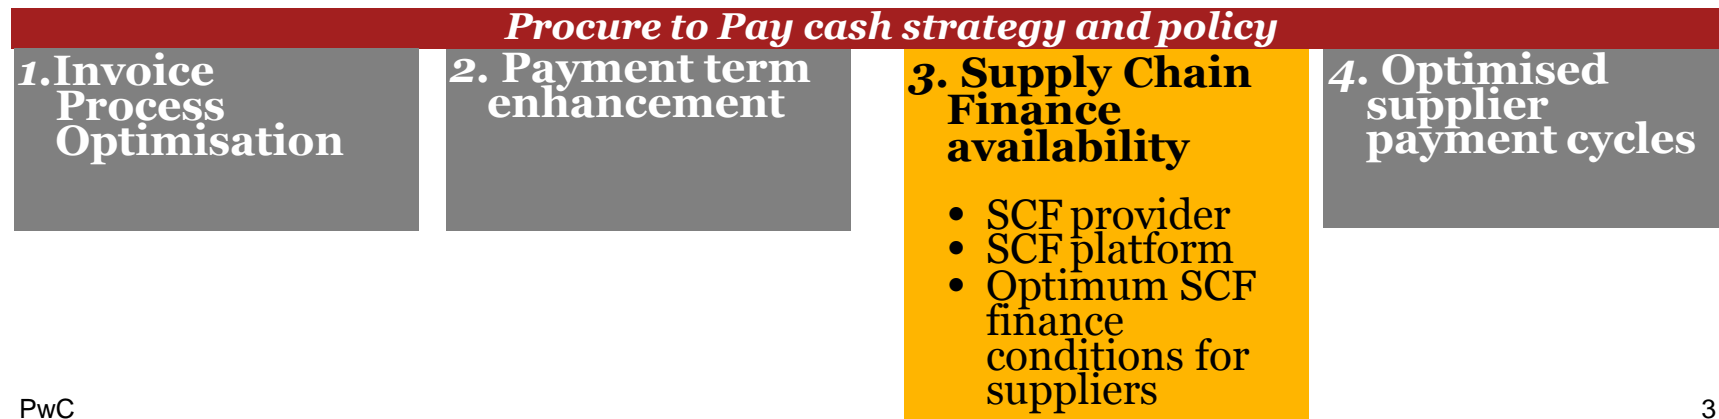 Procure to Pay cash strategy and policy
1.Invoice
Process
Optimisation
2. Payment term
enhancement
3. Supply Chain
Finance
availability
• SCF provider
• SCF platform
• Optimum SCF
finance
conditions for
suppliers
4. Optimised
supplier
payment cycles
PwC
3